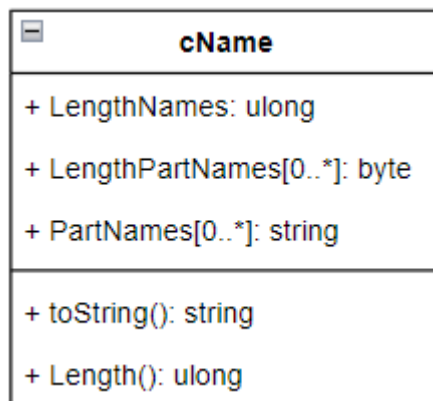 cName
+ LengthNames: ulong
+ LengthPartNames[0..*]: byte
+ PartNames[0..*]: string
+ toString(): string
+ Length(): ulong